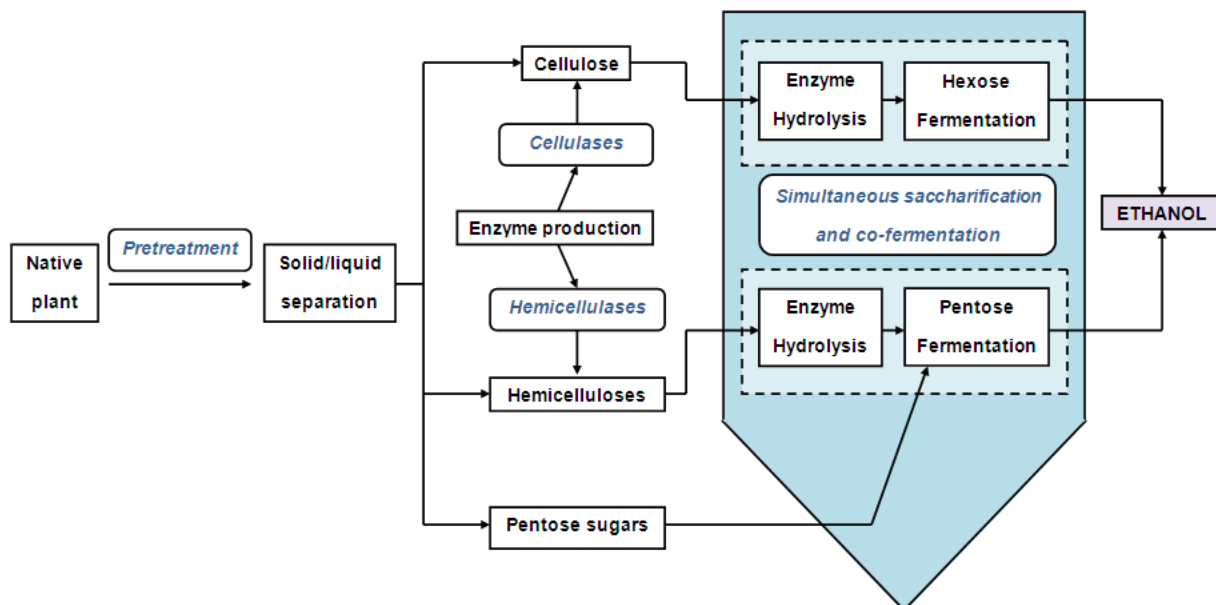 Native
plant
Pretreatment
Solid/liquid
separation
Cellulose
Cellulases
Enzyme production
Hemicellulases
Hemicelluloses
Pentose sugars
Enzyme
Hydrolysis
Hexose
Fermentation
Simultaneous saccharification
and co-fermentation
Enzyme
Hydrolysis
Pentose
Fermentation
ETHANOL